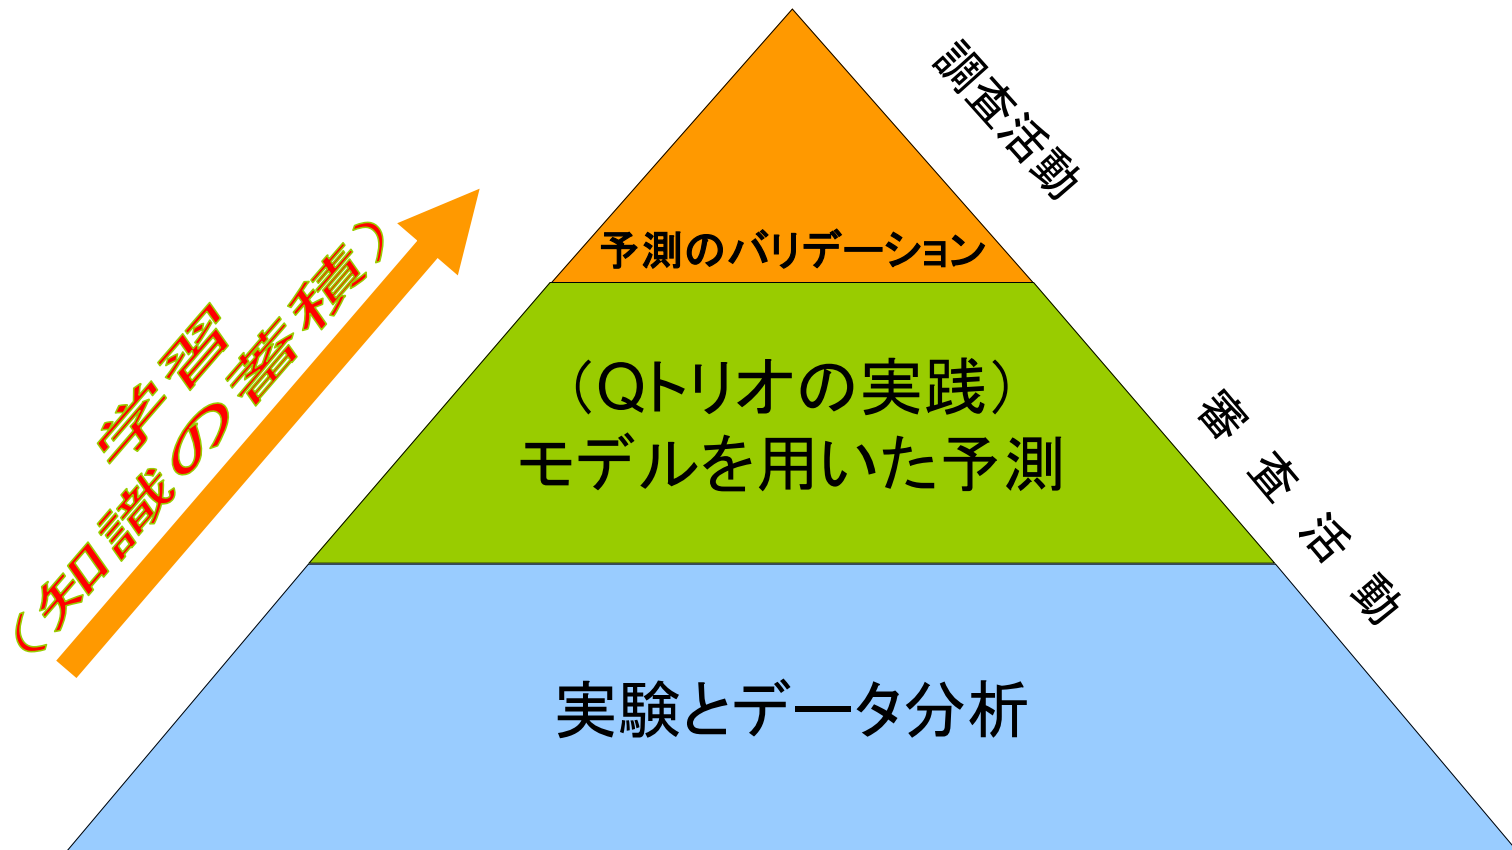 調査活動
予測のバリデーション
学習
（知識の蓄積）
（Qトリオの実践）
モデルを用いた予測
審査活動
実験とデータ分析